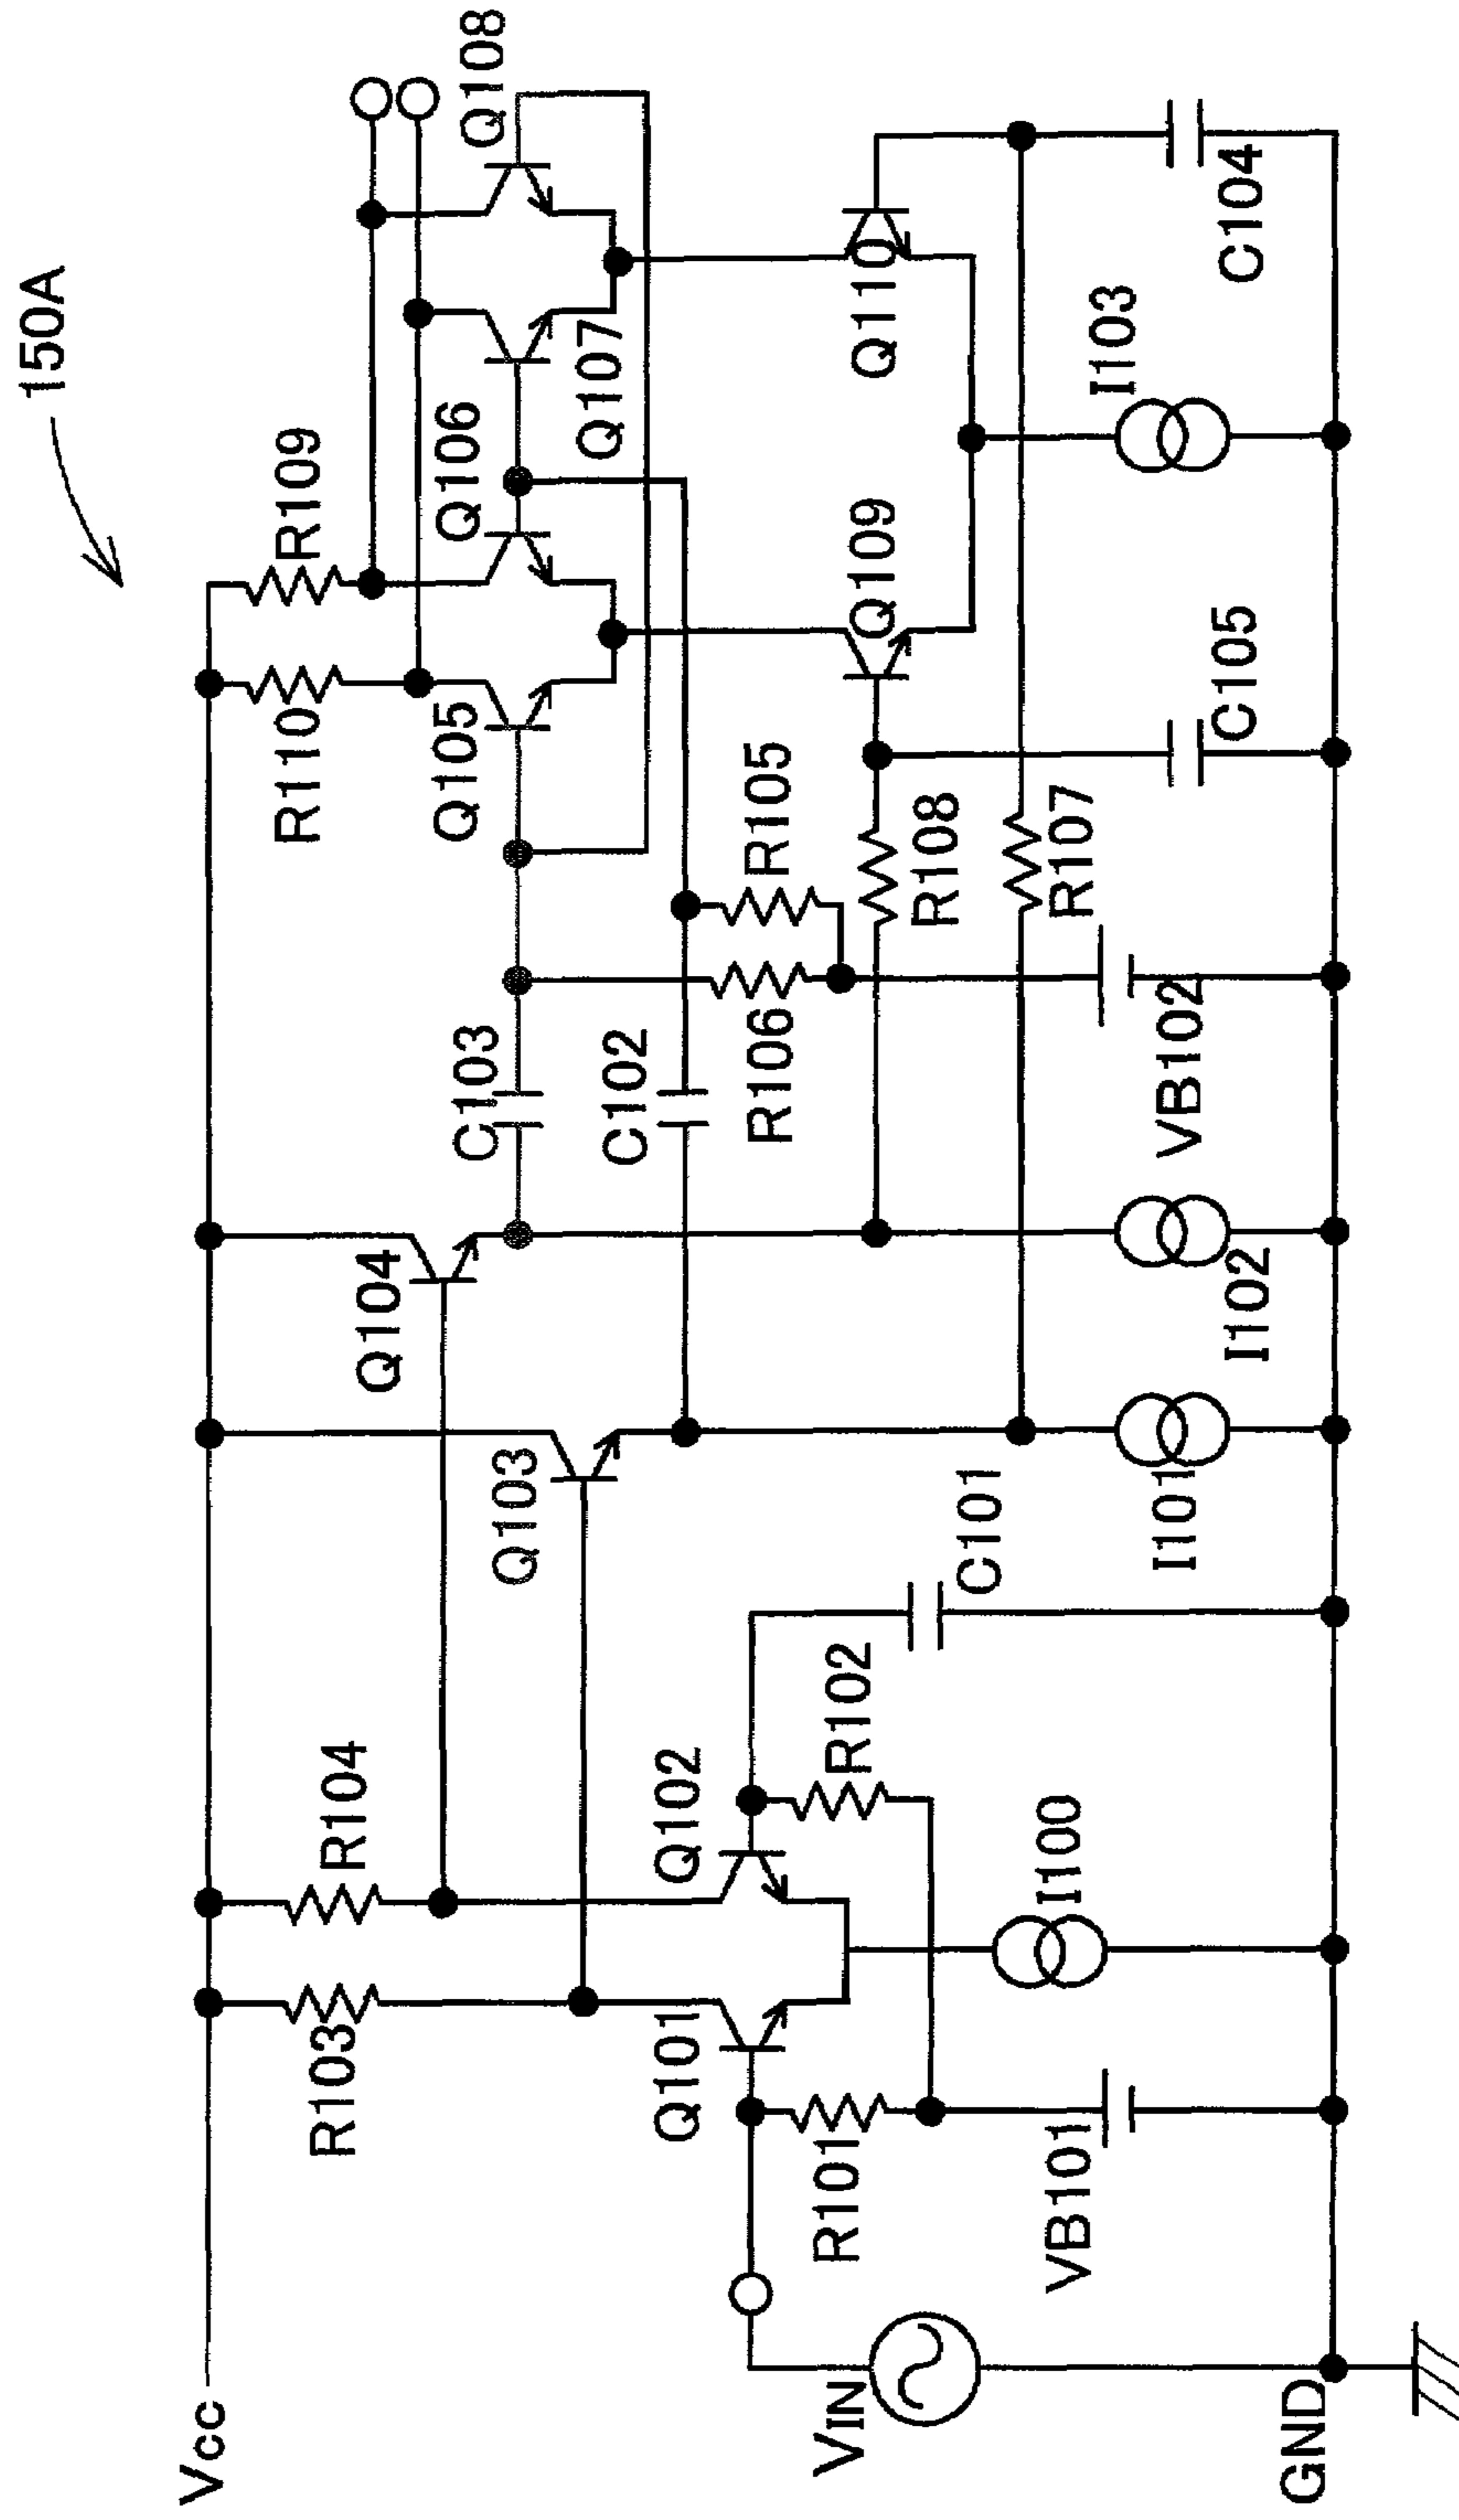 150A
Vcc
R103
R104
Q104
R110
R109
Q103
C103
C102
Q105
Q106
Q107
Q108
Q101
Q102
R102
R106
R105
Q109
Q110
VIN
R101
C101
R108
R107
VB101
I100
I101
I102
VB102
C105
I103
C104
GND